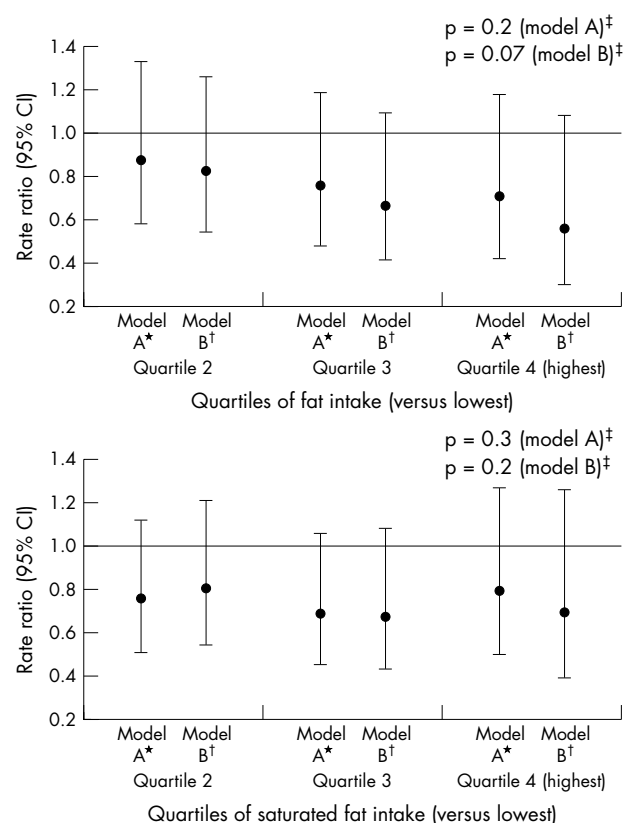 p = 0.2 (model A)‡
p = 0.07 (model B)‡
Rate ratio (95% CI)
1.4
1.2
1.0
0.8
0.6
0.4
0.2
Model Model Model Model Model Model
A★ B† A★ B† A★ B†
Quartile 2 Quartile 3 Quartile 4 (highest)
Quartiles of fat intake (versus lowest)
p = 0.3 (model A)‡
p = 0.2 (model B)‡
Rate ratio (95% CI)
1.4
1.2
1.0
0.8
0.6
0.4
0.2
Model Model Model Model Model Model
A★ B† A★ B† A★ B†
Quartile 2 Quartile 3 Quartile 4 (highest)
Quartiles of saturated fat intake (versus lowest)